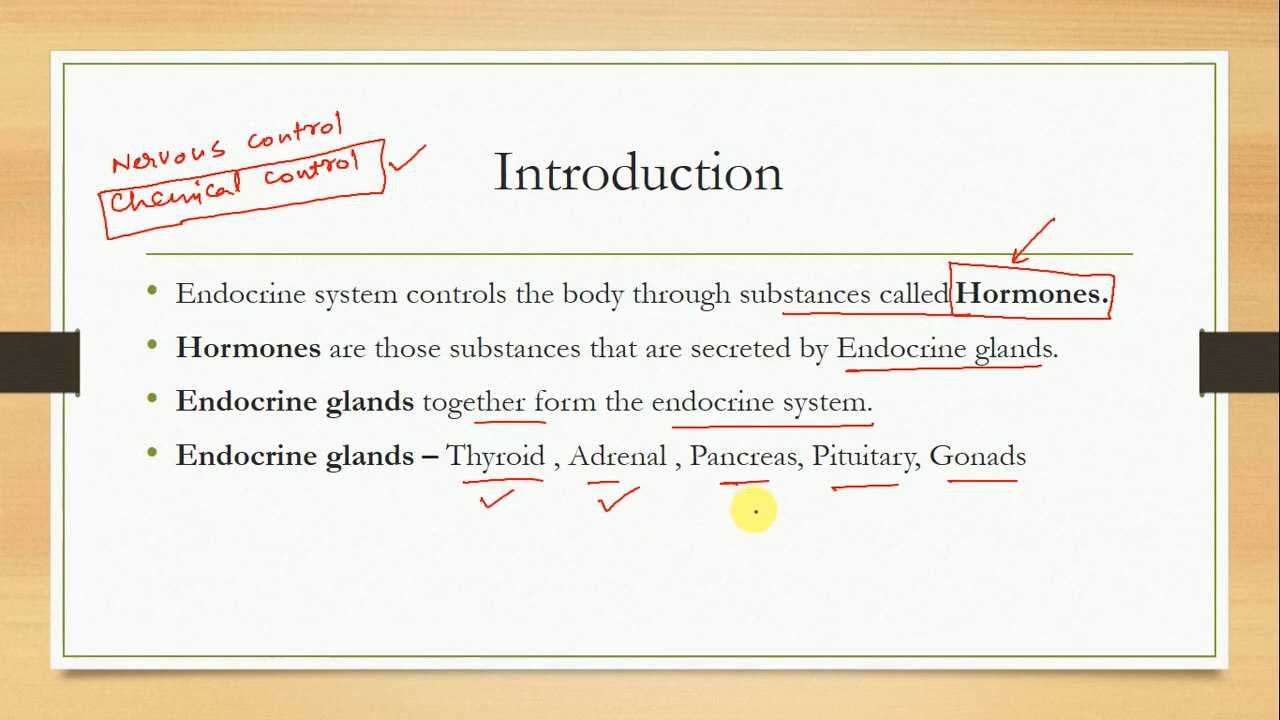 Nervous control
Chemical control
Introduction
• Endocrine system controls the body through substances called Hormones.
• Hormones are those substances that are secreted by Endocrine glands.
• Endocrine glands together form the endocrine system.
• Endocrine glands – Thyroid , Adrenal , Pancreas, Pituitary, Gonads